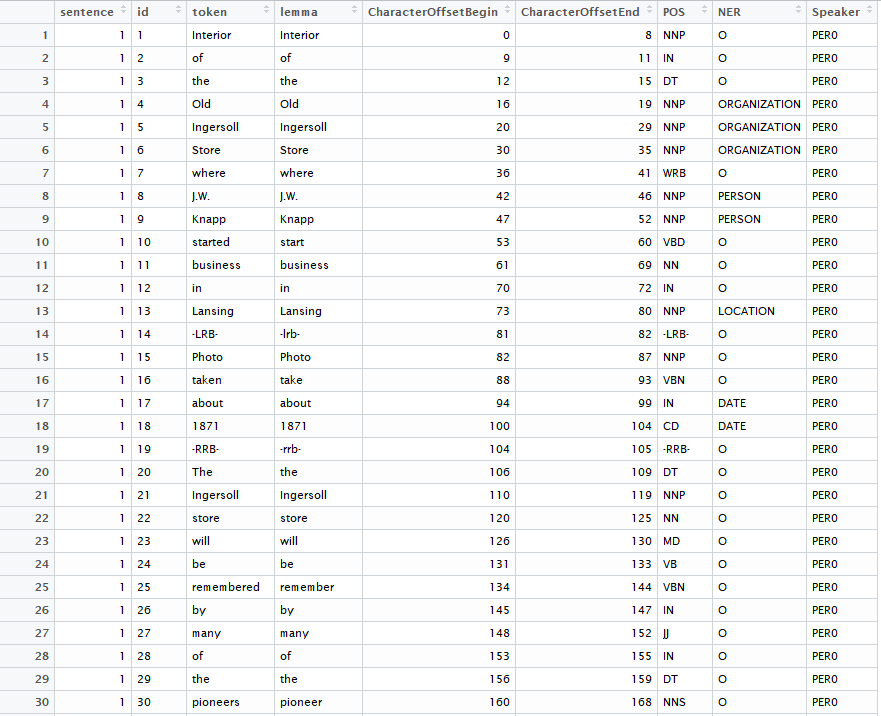 sentence id token lemma CharacterOffsetBegin CharacterOffsetEnd POS NER Speaker
1 1 1 Interior Interior 0 8 NNP O PER0
2 1 2 of of 9 11 IN O PER0
3 1 3 the the 12 15 DT O PER0
4 1 4 Old Old 16 19 NNP ORGANIZATION PER0
5 1 5 Ingersoll Ingersoll 20 29 NNP ORGANIZATION PER0
6 1 6 Store Store 30 35 NNP ORGANIZATION PER0
7 1 7 where where 36 41 WRB O PER0
8 1 8 J.W. J.W. 42 46 NNP PERSON PER0
9 1 9 Knapp Knapp 47 52 NNP PERSON PER0
10 1 10 started start 53 60 VBD O PER0
11 1 11 business business 61 69 NN O PER0
12 1 12 in in 70 72 IN O PER0
13 1 13 Lansing Lansing 73 80 NNP LOCATION PER0
14 1 14 -LRB- -lrb- 81 82 -LRB- O PER0
15 1 15 Photo Photo 82 87 NNP O PER0
16 1 16 taken take 88 93 VBN O PER0
17 1 17 about about 94 99 IN DATE PER0
18 1 18 1871 1871 100 104 CD DATE PER0
19 1 19 -RRB- -rrb- 104 105 -RRB- O PER0
20 1 20 The the 106 109 DT O PER0
21 1 21 Ingersoll Ingersoll 110 119 NNP O PER0
22 1 22 store store 120 125 NN O PER0
23 1 23 will will 126 130 MD O PER0
24 1 24 be be 131 133 VB O PER0
25 1 25 remembered remember 134 144 VBN O PER0
26 1 26 by by 145 147 IN O PER0
27 1 27 many many 148 152 JJ O PER0
28 1 28 of of 153 155 IN O PER0
29 1 29 the the 156 159 DT O PER0
30 1 30 pioneers pioneer 160 168 NNS O PER0